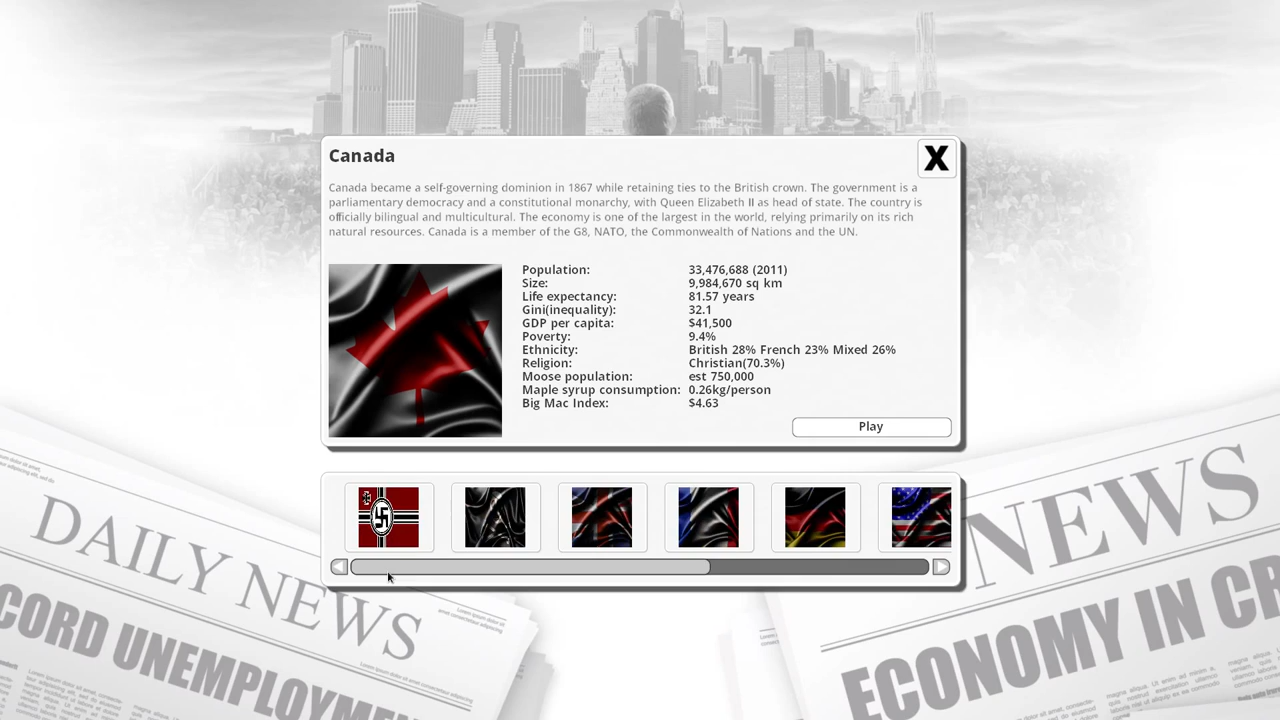 Canada
X
Canada became a self-governing dominion in 1867 while retaining ties to the British crown. The government is a
parliamentary democracy and a constitutional monarchy, with Queen Elizabeth II as head of state. The country is
officially bilingual and multicultural. The economy is one of the largest in the world, relying primarily on its rich
natural resources. Canada is a member of the G8, NATO, the Commonwealth of Nations and the UN.
Population: 33,476,688 (2011)
Size: 9,984,670 sq km
Life expectancy: 81.57 years
Gini(inequality): 32.1
GDP per capita: $41,500
Poverty: 9.4%
Ethnicity: British 28% French 23% Mixed 26%
Religion: Christian(70.3%)
Moose population: est 750,000
Maple syrup consumption: 0.26kg/person
Big Mac Index: $4.63
Play
DAILY NEWS
CORD UNEMPLOYME
NEWS
ECONOMY IN CR